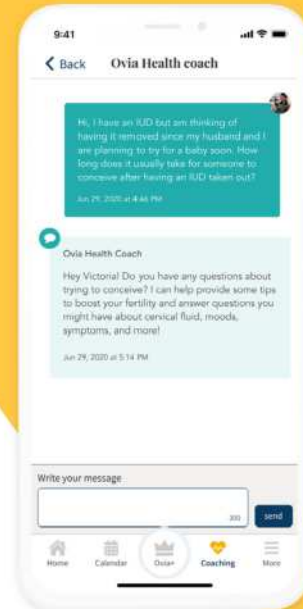 9:41
Back Ovia Health coach
Hi, I have an IUD but am thinking of
having it removed since my husband and I
are planning to try for a baby soon. How
long does it usually take for someone to
conceive after having an IUD taken out?
Jun 29, 2020 at 4:46 PM
Ovia Health Coach
Hey Victoria! Do you have any questions about
trying to conceive? I can help provide some tips
to boost your fertility and answer questions you
might have about cervical fluid, moods,
symptoms, and more!
Jun 29, 2020 at 5:14 PM
Write your message
300 send
Home Calendar Ovia+ Coaching More